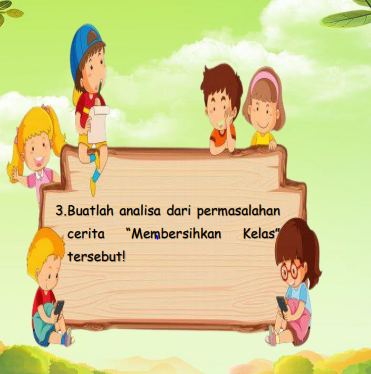 3.Buatlah analisa dari permasalahan
cerita "Membersihkan Kelas"
tersebut!